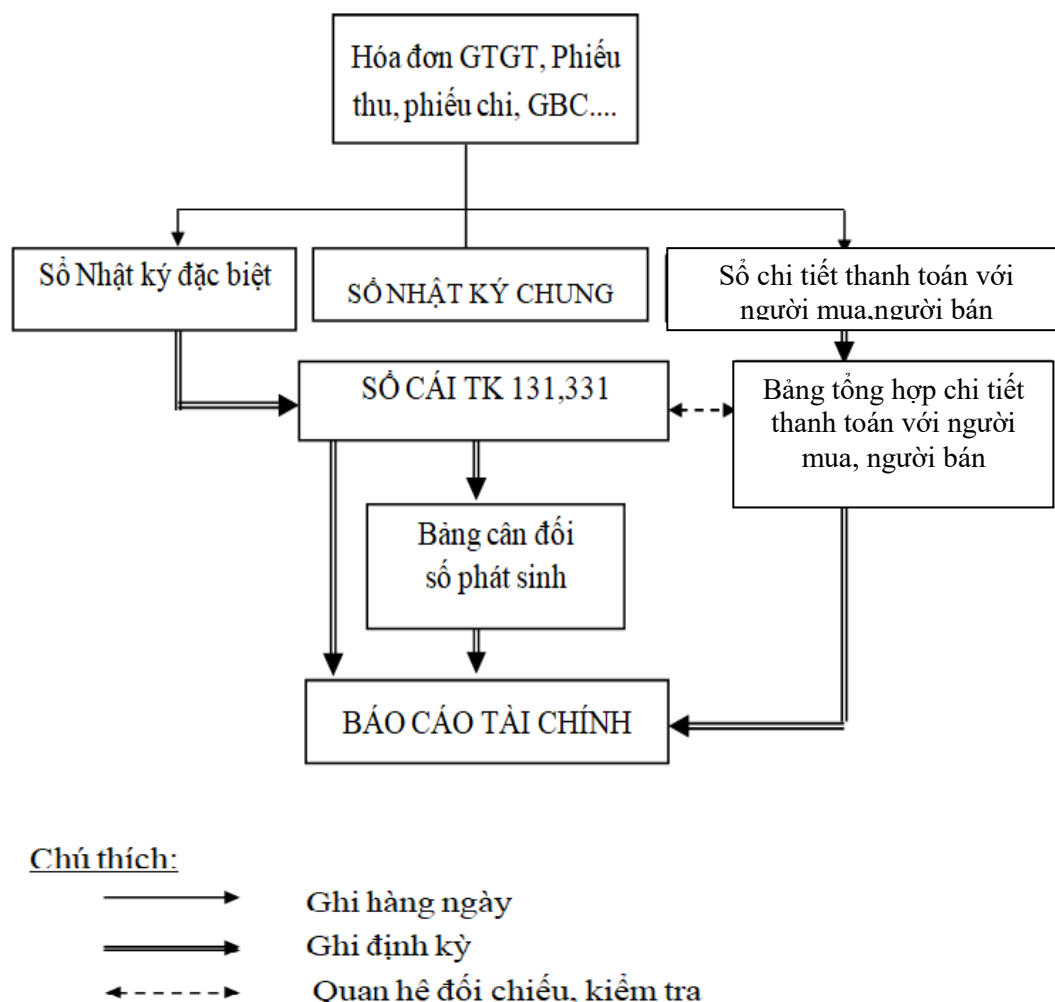 Hóa đơn GTGT, Phiếu
thu, phiếu chi, GBC....
Sổ Nhật ký đặc biệt
SỔ NHẬT KÝ CHUNG
Sổ chi tiết thanh toán với
người mua,người bán
SỔ CÁI TK 131,331
Bảng tổng hợp chi tiết
thanh toán với người
mua, người bán
Bảng cân đối
số phát sinh
BÁO CÁO TÀI CHÍNH
Chú thích:
Ghi hàng ngày
Ghi định kỳ
Quan hệ đối chiếu, kiểm tra